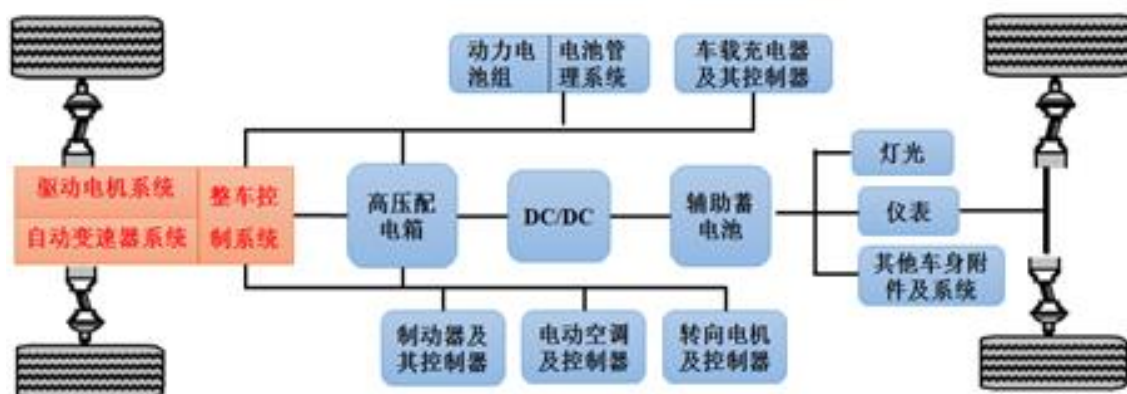 动力电
池组
电池管
理系统
车载充电器
及其控制器
驱动电机系统
自动变速器系统
整车控
制系统
高压配
电箱
DC/DC
辅助蓄
电池
灯光
仪表
其他车身附
件及系统
制动器及
其控制器
电动空调
及控制器
转向电机
及控制器